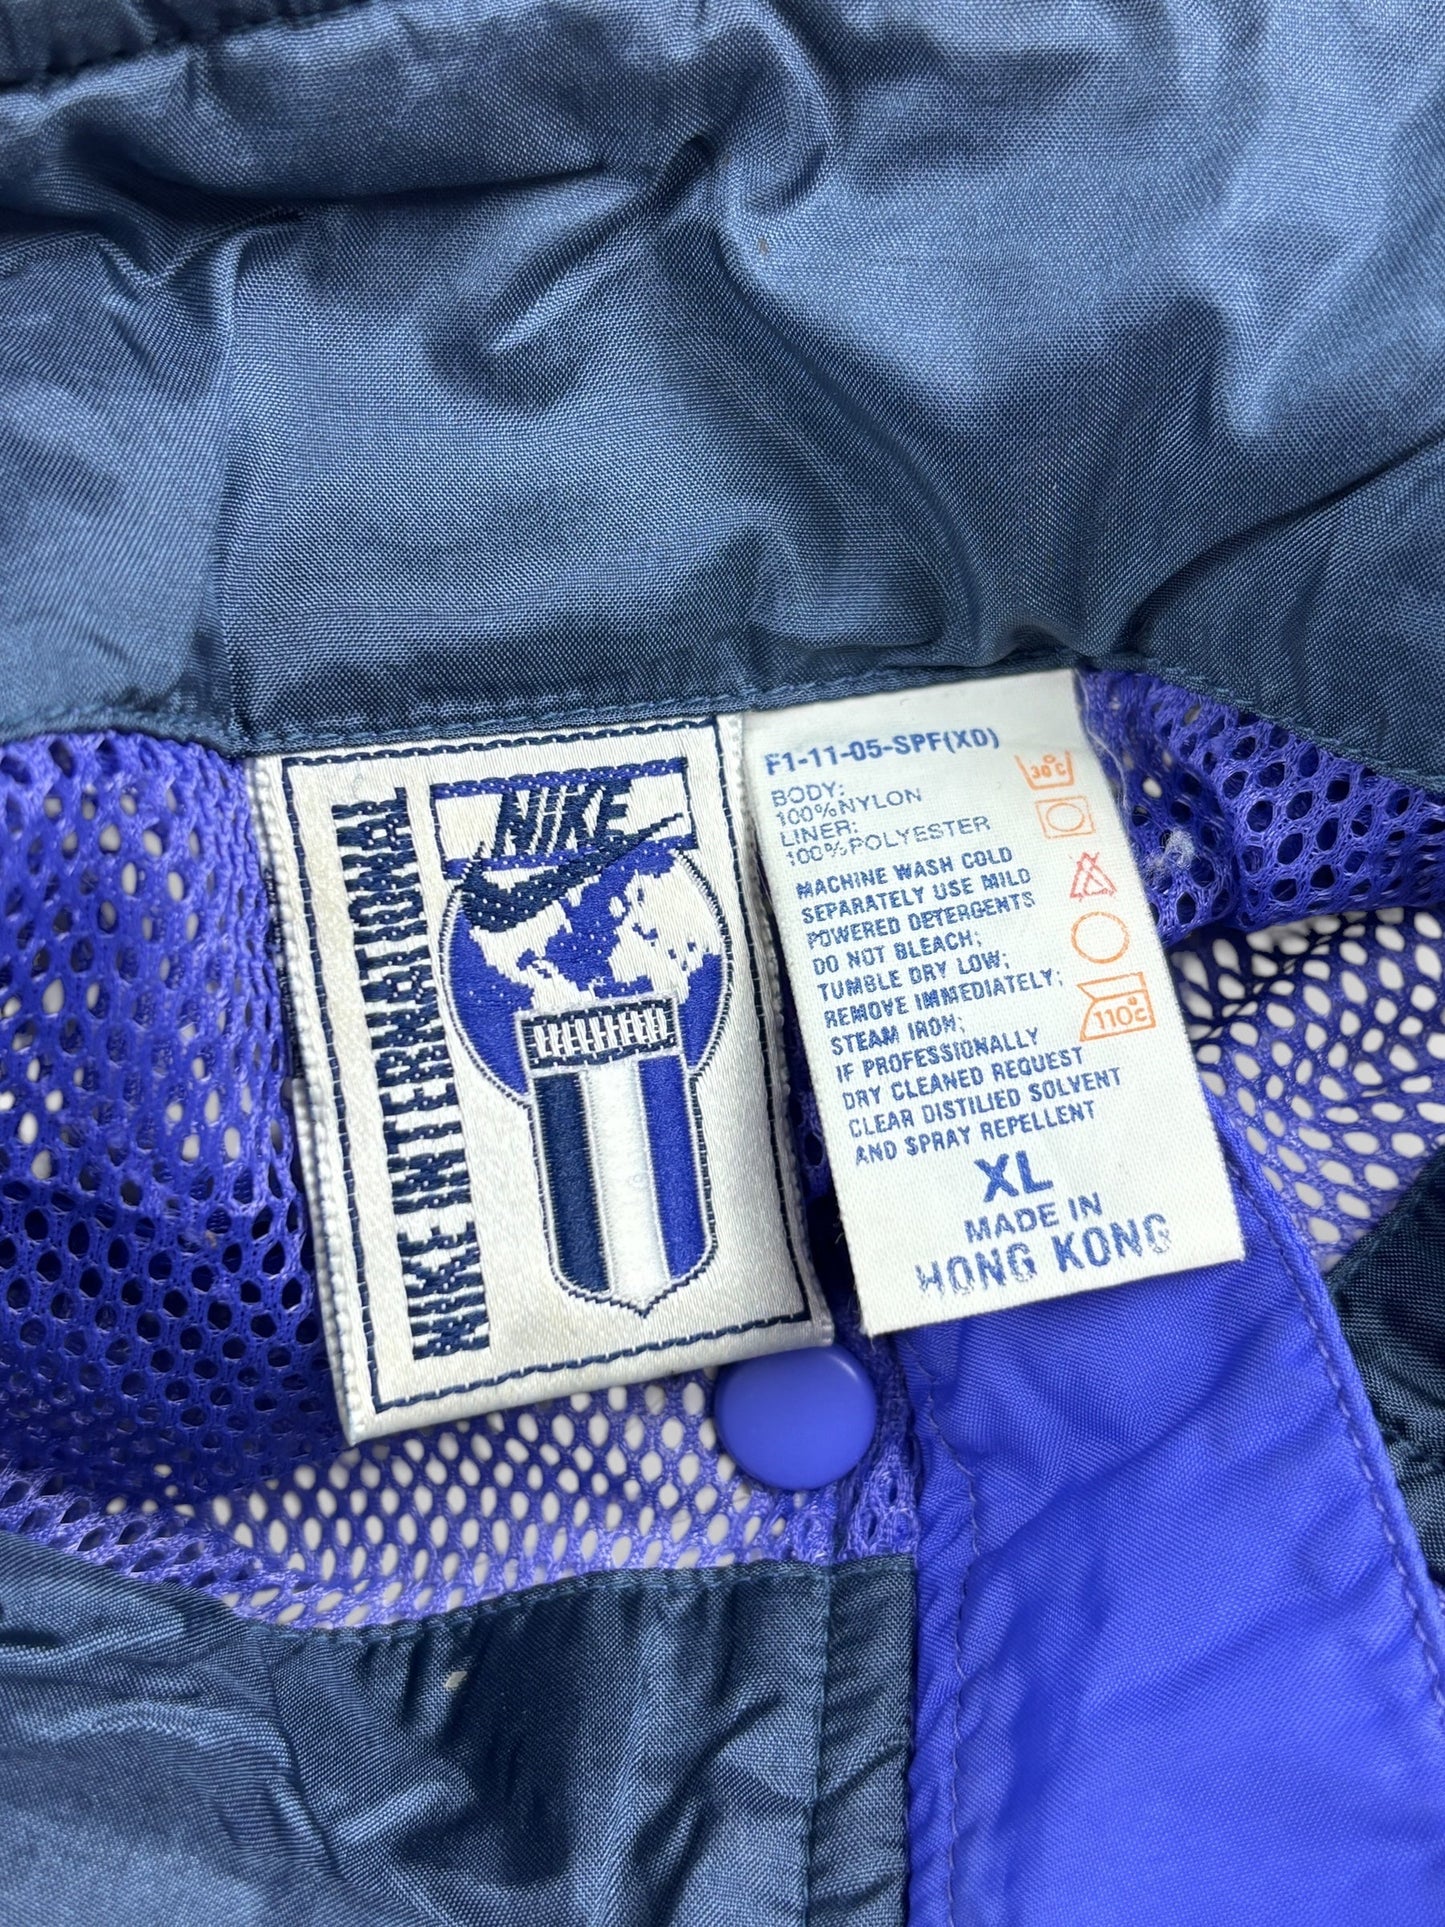 NIKE INTERNATIONAL
NIKE
F1-11-05-SPF(XD)
BODY:
100%NYLON
LINER:
100%POLYESTER
MACHINE WASH COLD
SEPARATELY USE MILD
POWERED DETERGENTS
DO NOT BLEACH;
TUMBLE DRY LOW;
REMOVE IMMEDIATELY;
STEAM IRON;
IF PROFESSIONALLY
DRY CLEANED REQUEST
CLEAR DISTILIED SOLVENT
AND SPRAY REPELLENT
XL
MADE IN
HONG KONG
30°C
110°C